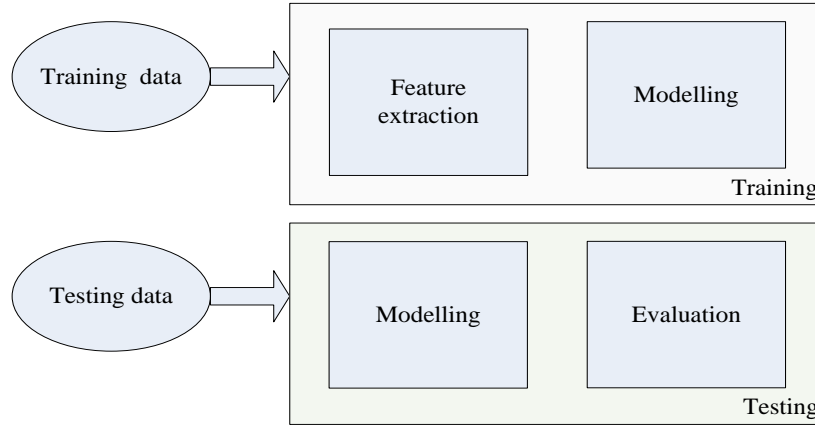 Training data
Feature
extraction
Modelling
Training
Testing data
Modelling
Evaluation
Testing